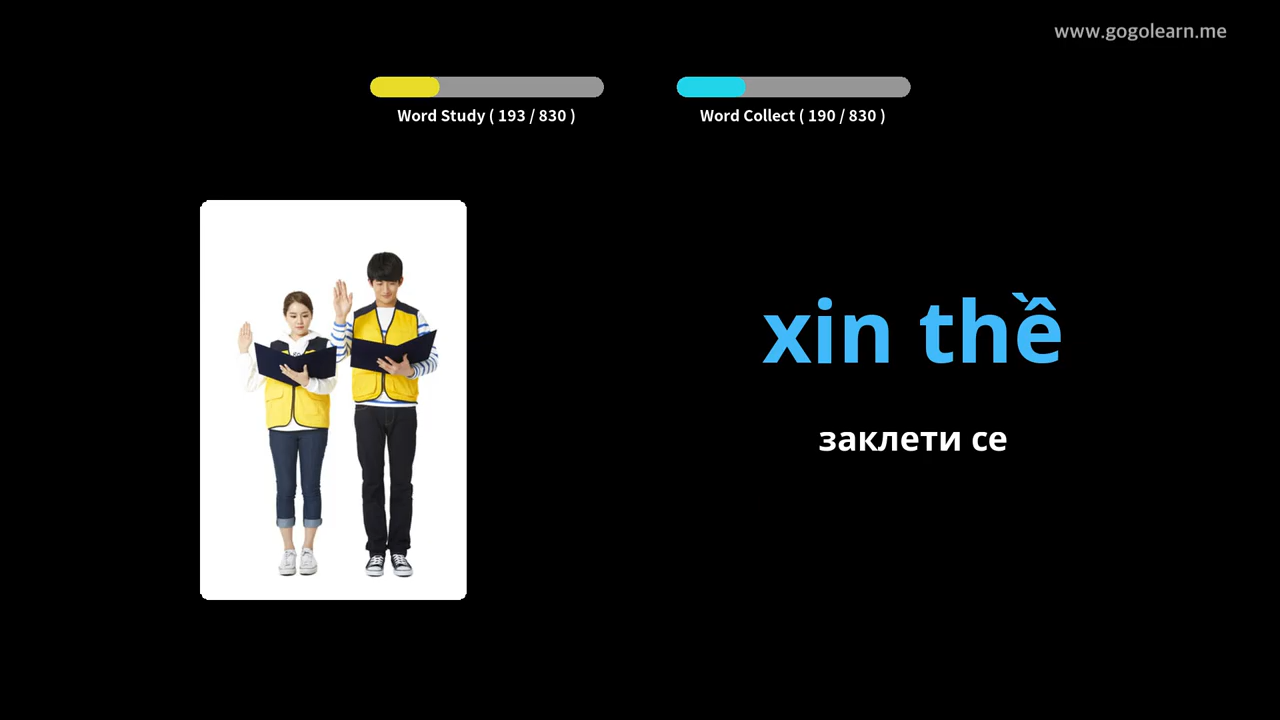 www.gogolearn.me
Word Study ( 193 / 830 )
Word Collect ( 190 / 830 )
xin thề
заклети се